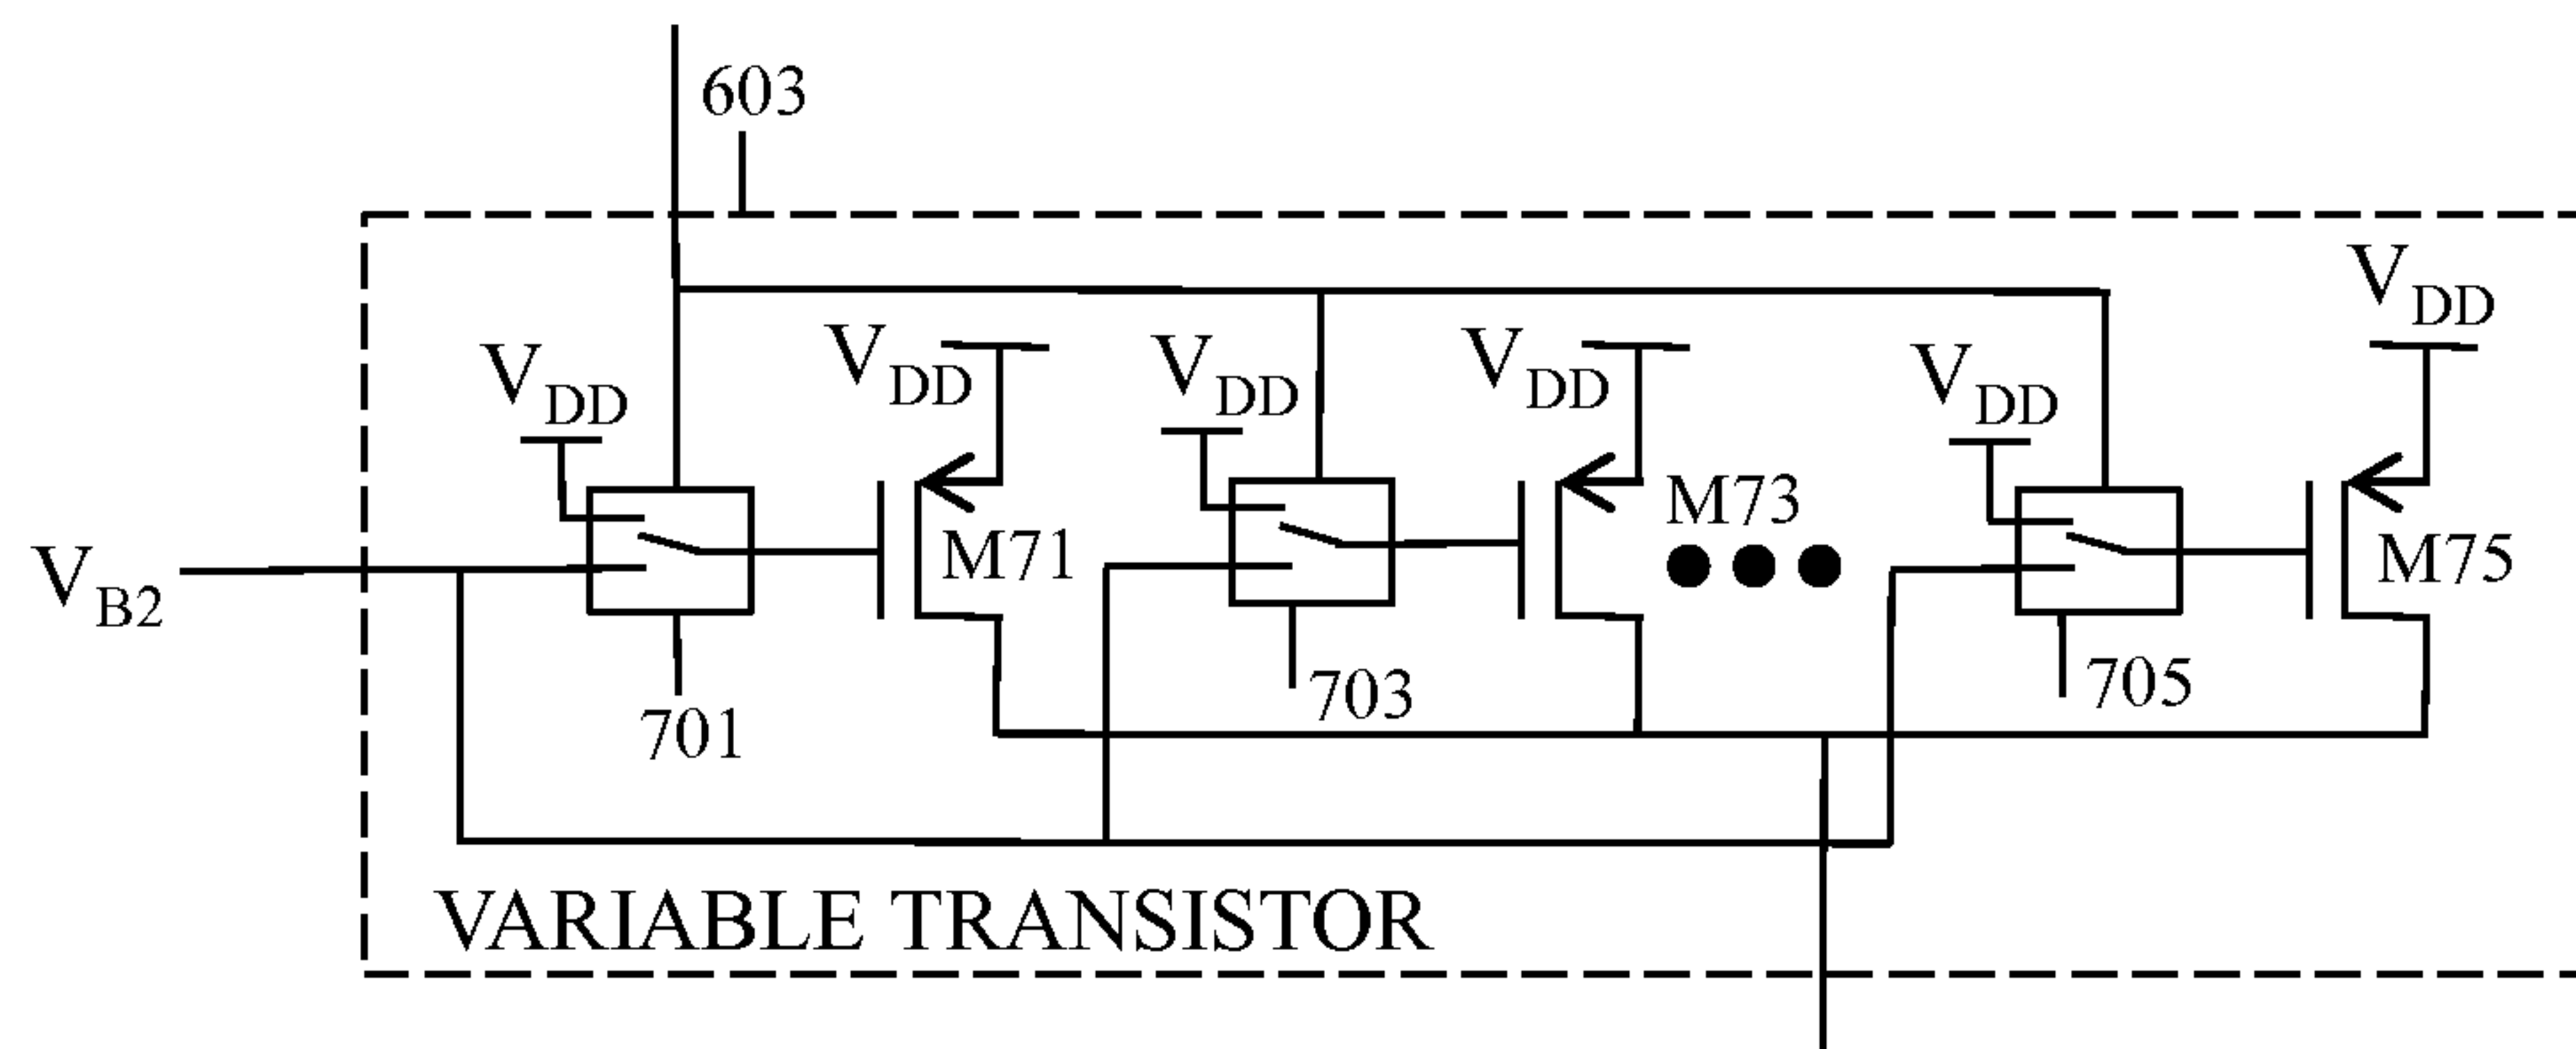 603
VDD
VDD
VDD
VDD
VDD
VDD
M71
M73
M75
VB2
701
703
705
VARIABLE TRANSISTOR